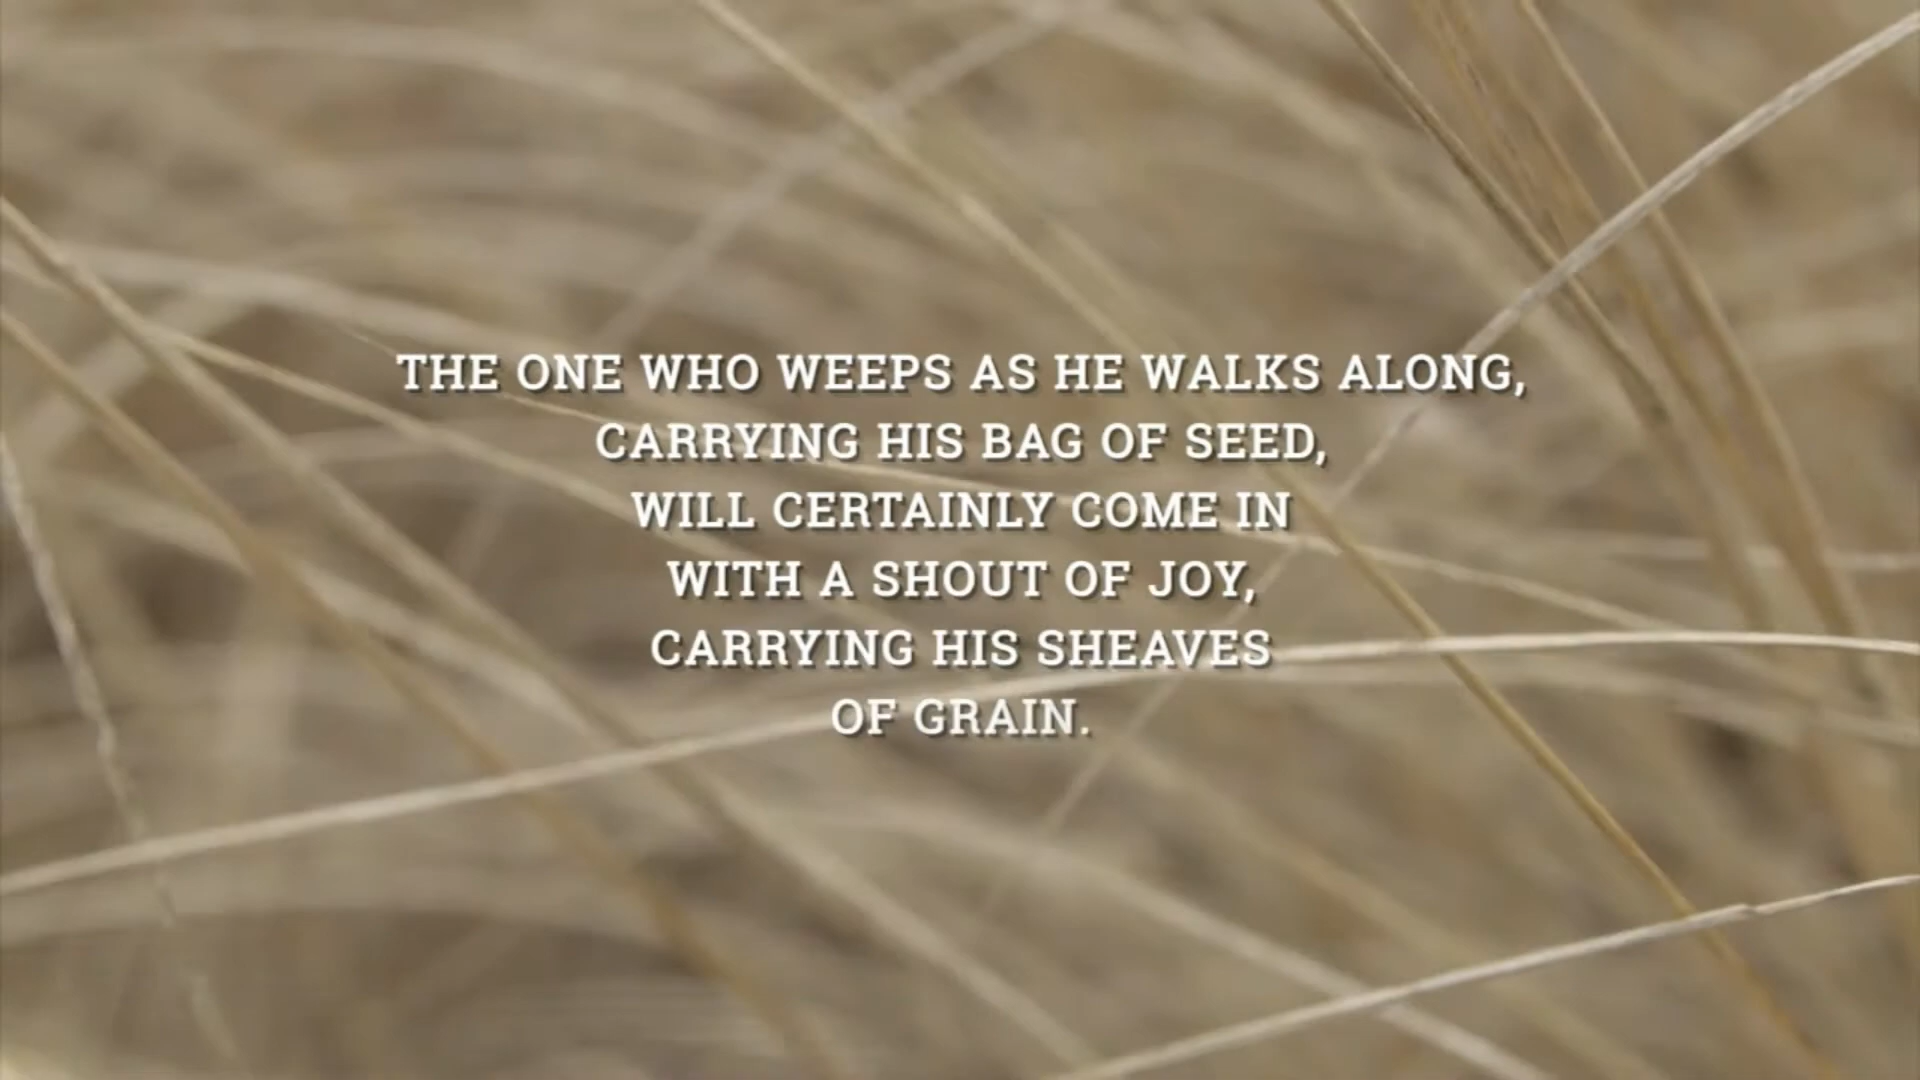 THE ONE WHO WEEPS AS HE WALKS ALONG,
CARRYING HIS BAG OF SEED,
WILL CERTAINLY COME IN
WITH A SHOUT OF JOY,
CARRYING HIS SHEAVES
OF GRAIN.